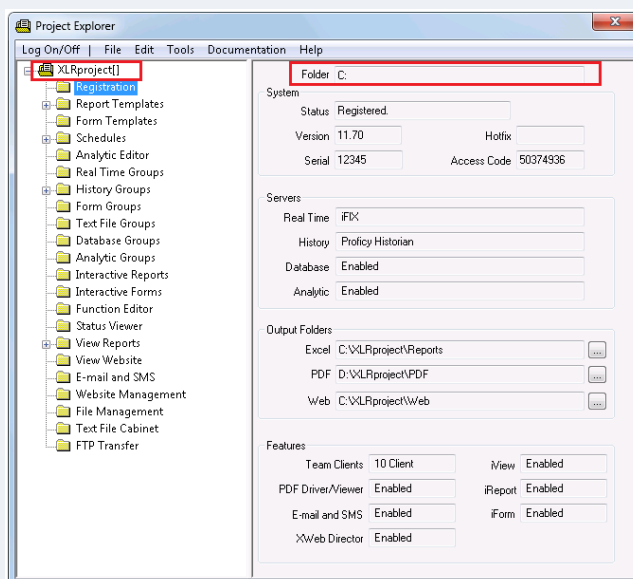 Project Explorer
Log On/Off | File Edit Tools Documentation Help
XLRproject[]
Registration
Report Templates
Form Templates
Schedules
Analytic Editor
Real Time Groups
History Groups
Form Groups
Text File Groups
Database Groups
Analytic Groups
Interactive Reports
Interactive Forms
Function Editor
Status Viewer
View Reports
View Website
E-mail and SMS
Website Management
File Management
Text File Cabinet
FTP Transfer
Folder C:
System
Status Registered.
Version 11.70 Hotfix
Serial 12345 Access Code 50374936
Servers
Real Time iFIX
History Proficy Historian
Database Enabled
Analytic Enabled
Output Folders
Excel C:\XLRproject\Reports ...
PDF D:\XLRproject\PDF ...
Web C:\XLRproject\Web ...
Features
Team Clients 10 Client iView Enabled
PDF Driver/Viewer Enabled iReport Enabled
E-mail and SMS Enabled iForm Enabled
XWeb Director Enabled